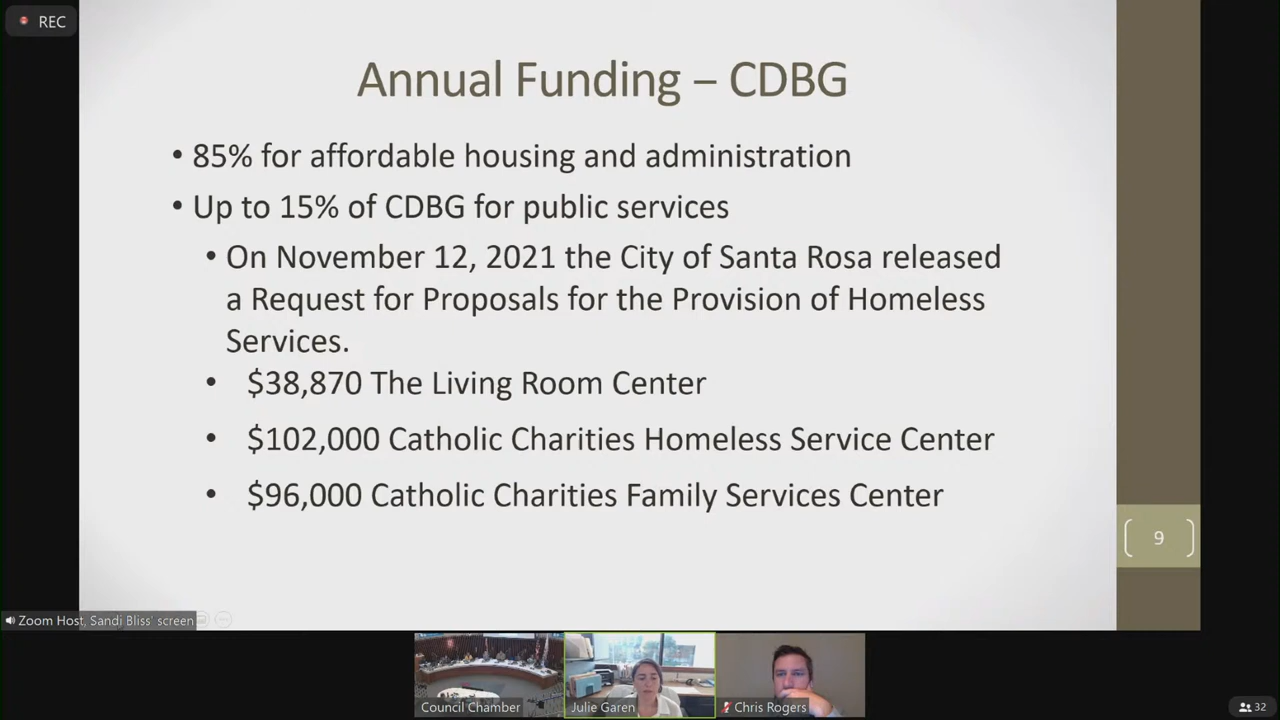 REC
Annual Funding – CDBG
• 85% for affordable housing and administration
• Up to 15% of CDBG for public services
• On November 12, 2021 the City of Santa Rosa released
a Request for Proposals for the Provision of Homeless
Services.
• $38,870 The Living Room Center
• $102,000 Catholic Charities Homeless Service Center
• $96,000 Catholic Charities Family Services Center
9
Zoom Host, Sandi Bliss' screen
Council Chamber
Julie Garen
Chris Rogers
32